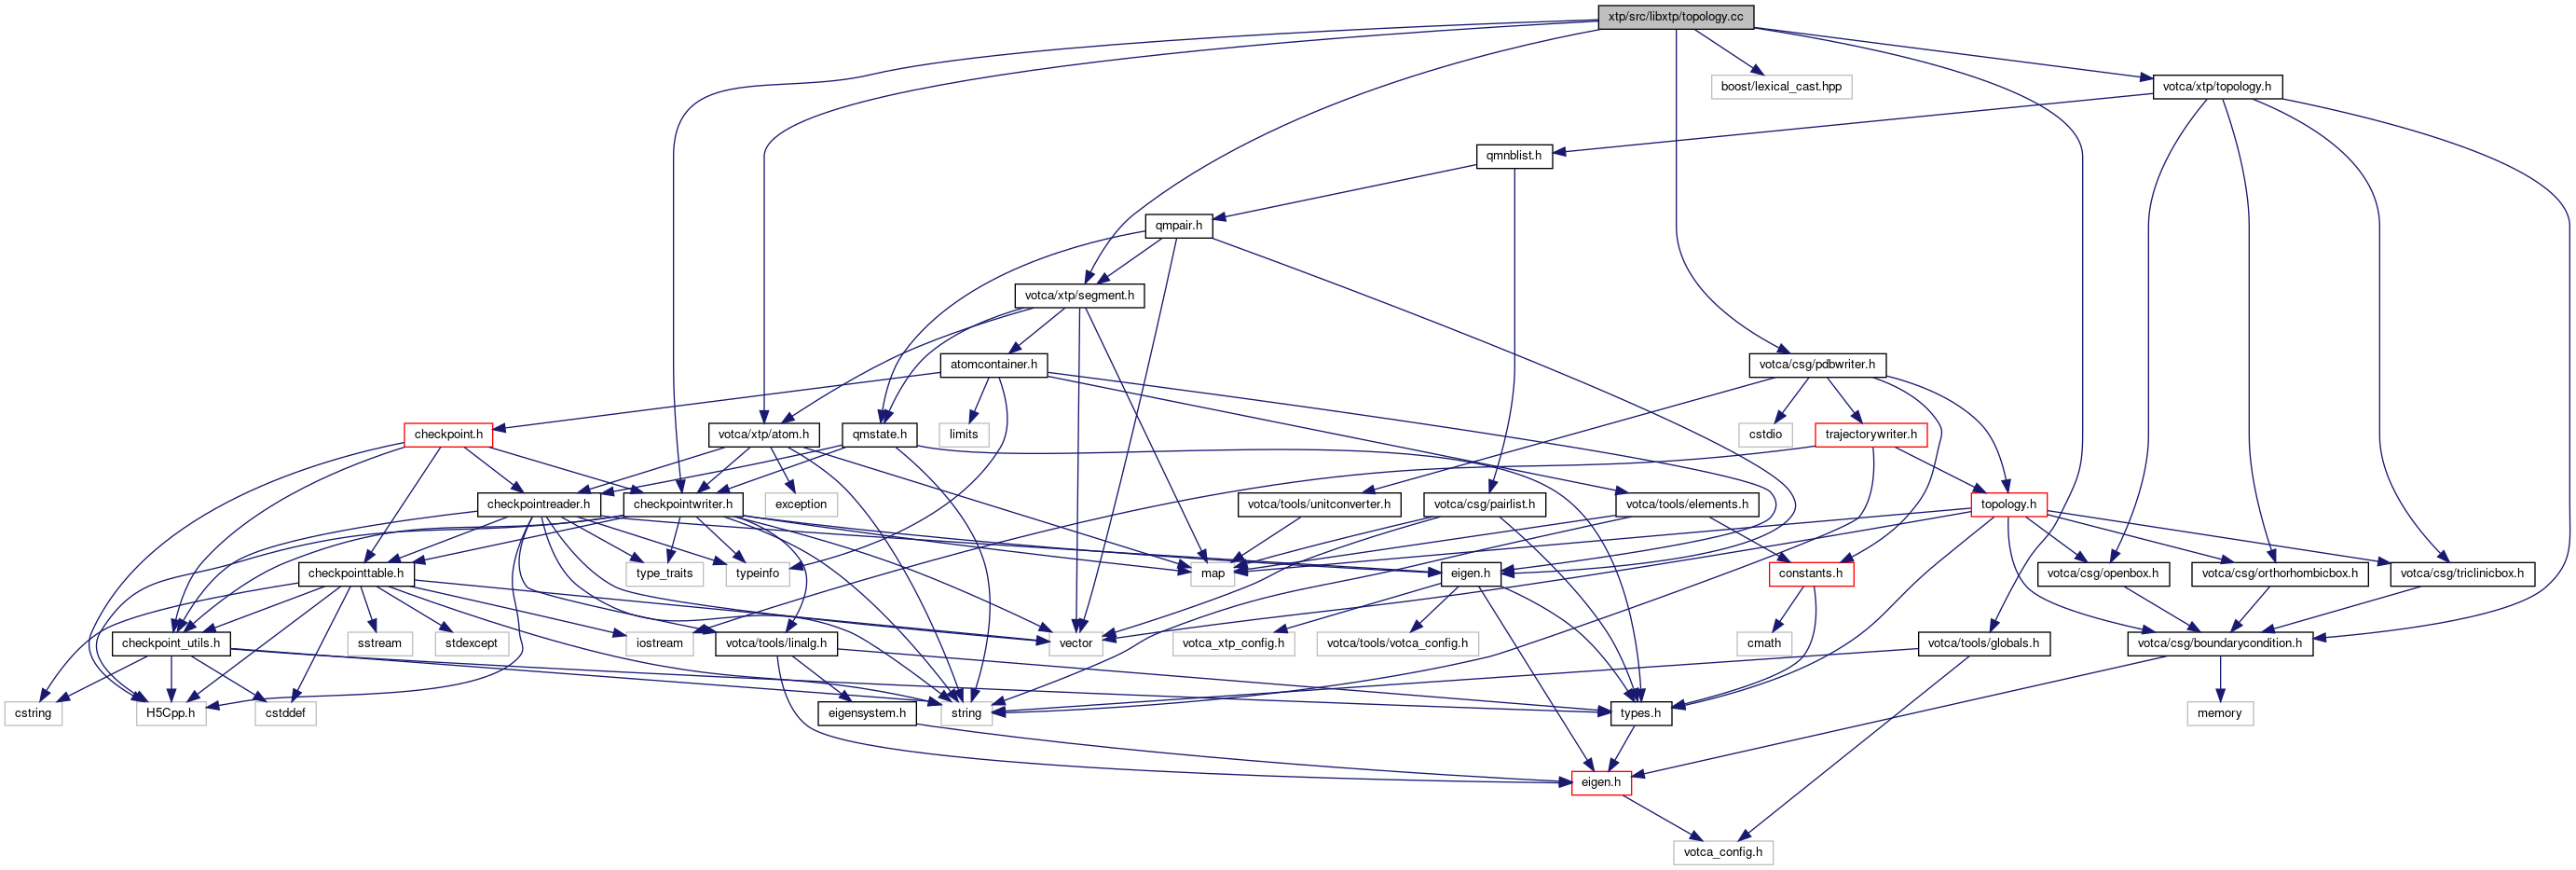 xtp/src/libxtp/topology.cc
boost/lexical_cast.hpp
votca/xtp/topology.h
qmnblist.h
qmpair.h
votca/xtp/segment.h
atomcontainer.h
votca/csg/pdbwriter.h
checkpoint.h
votca/xtp/atom.h
qmstate.h
limits
cstdio
trajectorywriter.h
checkpointreader.h
checkpointwriter.h
exception
votca/tools/unitconverter.h
votca/csg/pairlist.h
votca/tools/elements.h
topology.h
checkpointtable.h
type_traits
typeinfo
map
eigen.h
constants.h
votca/csg/openbox.h
votca/csg/orthorhombicbox.h
votca/csg/triclinicbox.h
checkpoint_utils.h
sstream
stdexcept
iostream
votca/tools/linalg.h
vector
votca_xtp_config.h
votca/tools/votca_config.h
cmath
votca/tools/globals.h
votca/csg/boundarycondition.h
cstring
H5Cpp.h
cstddef
eigensystem.h
string
types.h
memory
eigen.h
votca_config.h